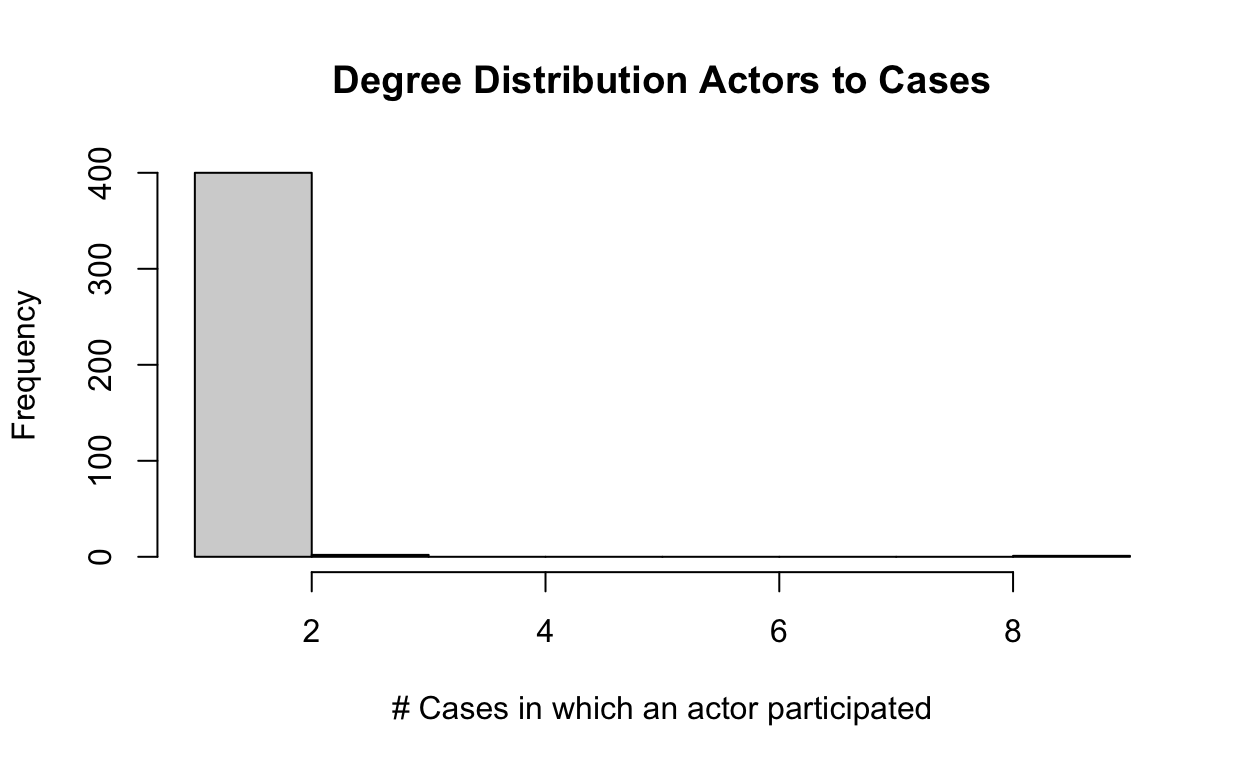 Degree Distribution Actors to Cases
Frequency
400
300
200
100
0
2 4 6 8
# Cases in which an actor participated